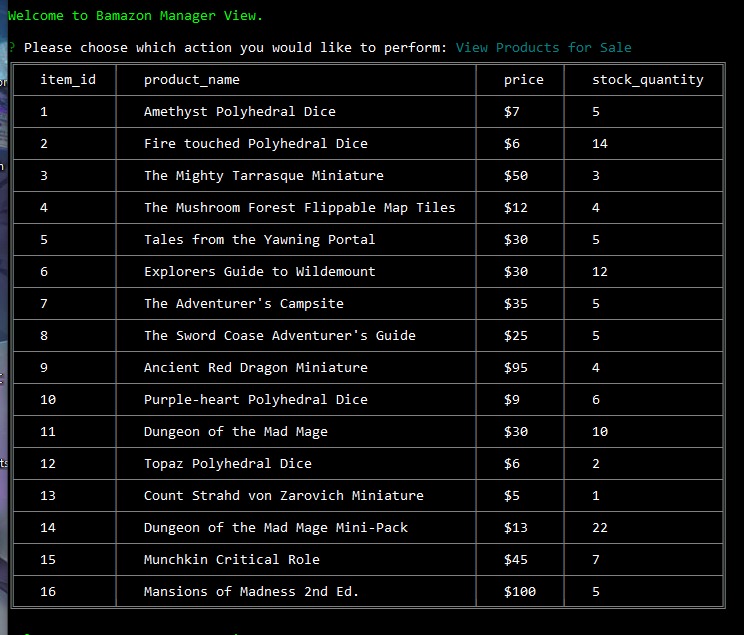 Welcome to Bamazon Manager View.
? Please choose which action you would like to perform: View Products for Sale
item_id product_name price stock_quantity
1 Amethyst Polyhedral Dice $7 5
2 Fire touched Polyhedral Dice $6 14
3 The Mighty Tarrasque Miniature $50 3
4 The Mushroom Forest Flippable Map Tiles $12 4
5 Tales from the Yawning Portal $30 5
6 Explorers Guide to Wildemount $30 12
7 The Adventurer's Campsite $35 5
8 The Sword Coase Adventurer's Guide $25 5
9 Ancient Red Dragon Miniature $95 4
10 Purple-heart Polyhedral Dice $9 6
11 Dungeon of the Mad Mage $30 10
12 Topaz Polyhedral Dice $6 2
13 Count Strahd von Zarovich Miniature $5 1
14 Dungeon of the Mad Mage Mini-Pack $13 22
15 Munchkin Critical Role $45 7
16 Mansions of Madness 2nd Ed. $100 5